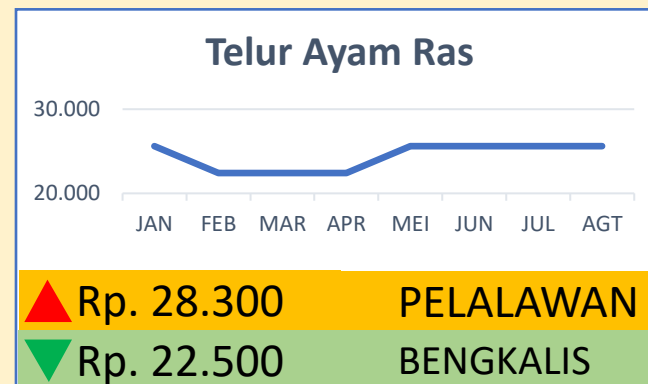 Telur Ayam Ras
30.000
20.000
JAN FEB MAR APR MEI JUN JUL AGT
Rp. 28.300 PELALAWAN
Rp. 22.500 BENGKALIS